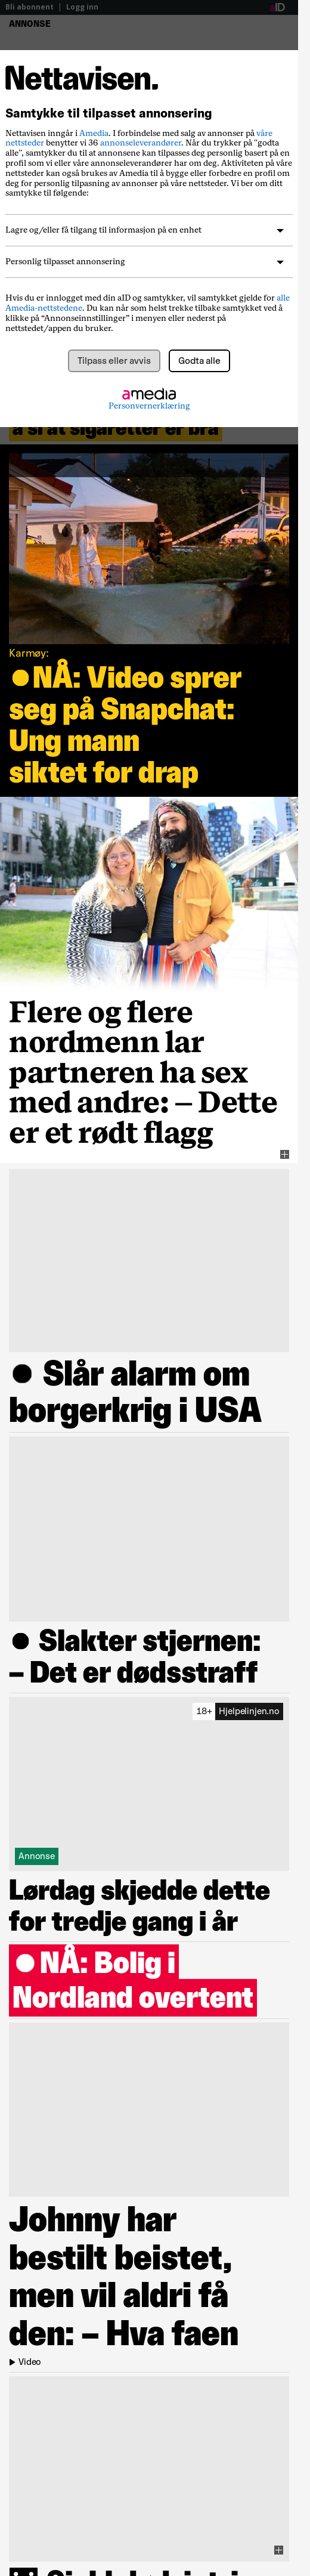 Bli abonnent | Logg inn
aID
ANNONSE
Nettavisen.
Samtykke til tilpasset annonsering
Nettavisen inngår i Amedia. I forbindelse med salg av annonser på våre
nettsteder benytter vi 36 annonseleverandører. Når du trykker på "godta
alle", samtykker du til at annonsene kan tilpasses deg personlig basert på en
profil som vi eller våre annonseleverandører har om deg. Aktiviteten på våre
nettsteder kan også brukes av Amedia til å bygge eller forbedre en profil om
deg for personlig tilpasning av annonser på våre nettsteder. Vi ber om ditt
samtykke til følgende:
Lagre og/eller få tilgang til informasjon på en enhet
Personlig tilpasset annonsering
Hvis du er innlogget med din aID og samtykker, vil samtykket gjelde for alle
Amedia-nettstedene. Du kan når som helst trekke tilbake samtykket ved å
klikke på “Annonseinnstillinger” i menyen eller nederst på
nettstedet/appen du bruker.
Tilpass eller avvis
Godta alle
amedia
Personvernerklæring
å si at sigaretter er bra
Karmøy:
NÅ: Video sprer
seg på Snapchat:
Ung mann
siktet for drap
Flere og flere
nordmenn lar
partneren ha sex
med andre: – Dette
er et rødt flagg
Slår alarm om
borgerkrig i USA
Slakter stjernen:
– Det er dødsstraff
18+ Hjelpelinjen.no
Annonse
Lørdag skjedde dette
for tredje gang i år
NÅ: Bolig i
Nordland overtent
Johnny har
bestilt beistet,
men vil aldri få
den: – Hva faen
Video